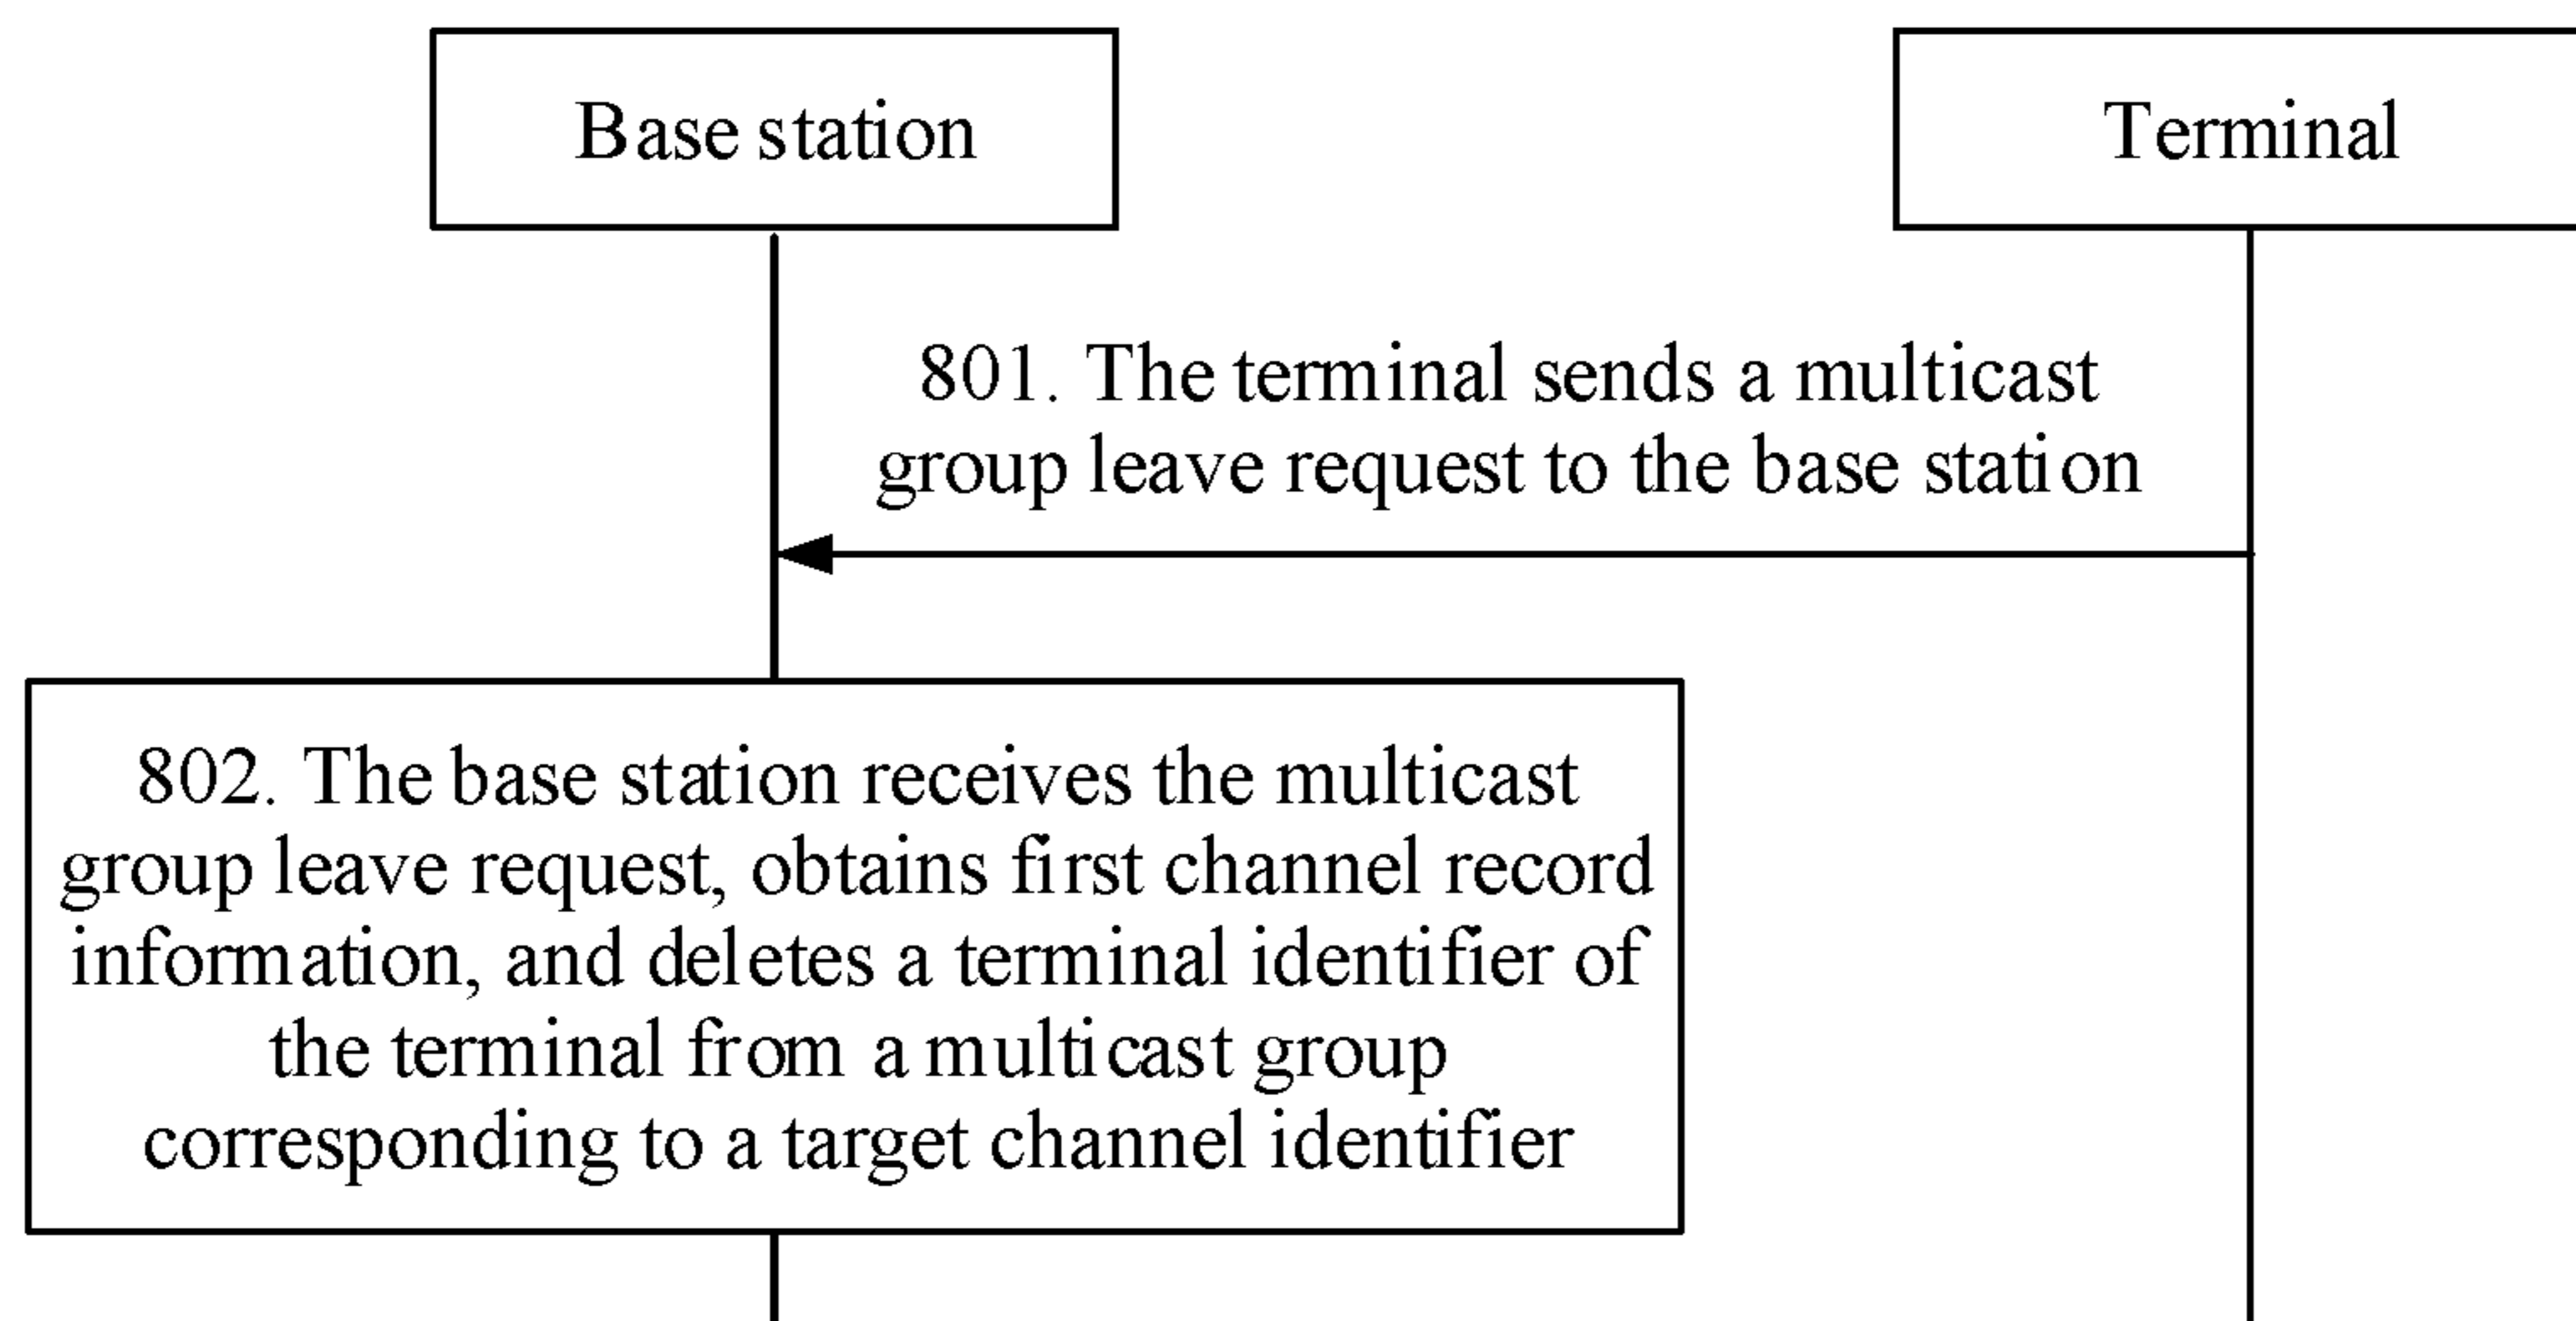 Base station
Terminal
801. The terminal sends a multicast
group leave request to the base station
802. The base station receives the multicast
group leave request, obtains first channel record
information, and deletes a terminal identifier of
the terminal from a multicast group
corresponding to a target channel identifier